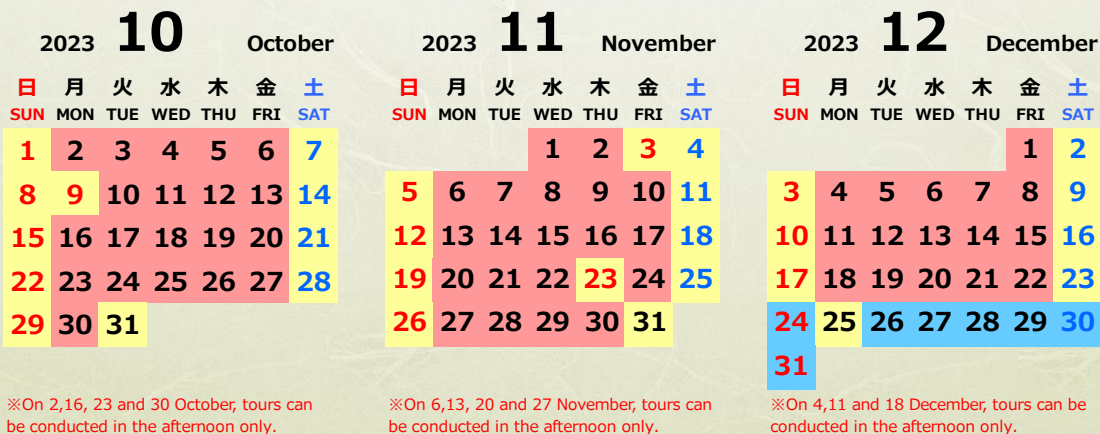 2023 10 October
日 月 火 水 木 金 土
SUN MON TUE WED THU FRI SAT
1 2 3 4 5 6 7
8 9 10 11 12 13 14
15 16 17 18 19 20 21
22 23 24 25 26 27 28
29 30 31
※On 2,16, 23 and 30 October, tours can
be conducted in the afternoon only.
2023 11 November
日 月 火 水 木 金 土
SUN MON TUE WED THU FRI SAT
1 2 3 4
5 6 7 8 9 10 11
12 13 14 15 16 17 18
19 20 21 22 23 24 25
26 27 28 29 30 31
※On 6,13, 20 and 27 November, tours can
be conducted in the afternoon only.
2023 12 December
日 月 火 水 木 金 土
SUN MON TUE WED THU FRI SAT
1 2
3 4 5 6 7 8 9
10 11 12 13 14 15 16
17 18 19 20 21 22 23
24 25 26 27 28 29 30
31
※On 4,11 and 18 December, tours can be
conducted in the afternoon only.